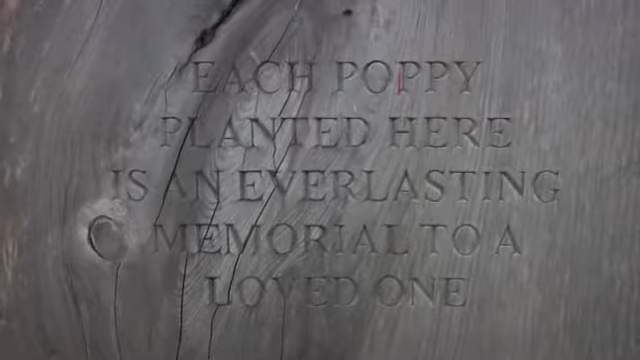 EACH POPPY
PLANTED HERE
IS AN EVERLASTING
MEMORIAL TO A
LOVED ONE